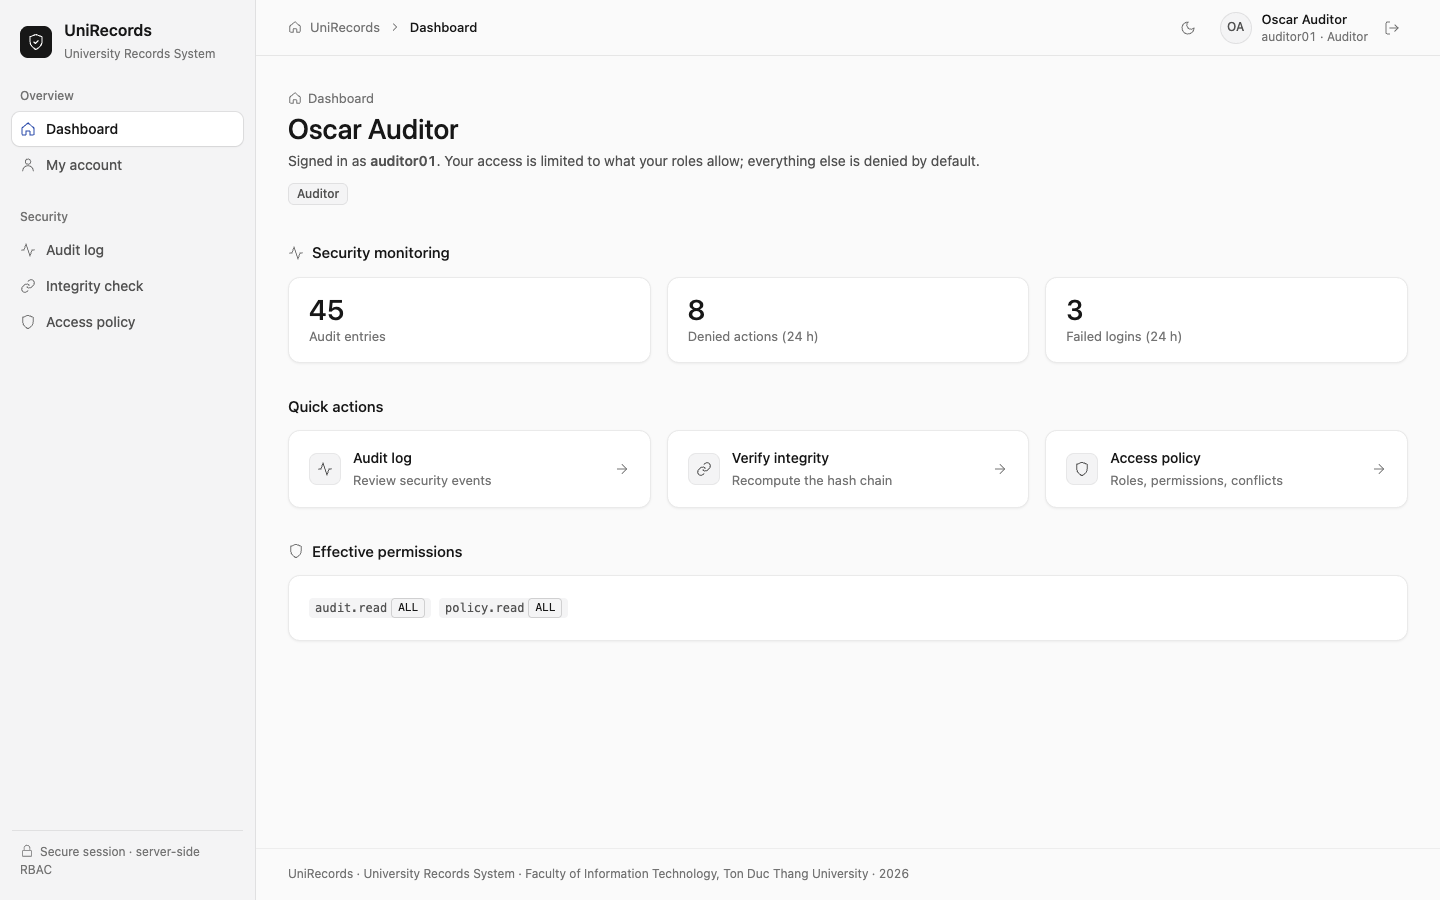 UniRecords
University Records System
Overview
Dashboard
My account
Security
Audit log
Integrity check
Access policy
Secure session · server-side
RBAC
UniRecords > Dashboard
OA
Oscar Auditor
auditor01 · Auditor
Dashboard
Oscar Auditor
Signed in as auditor01. Your access is limited to what your roles allow; everything else is denied by default.
Auditor
Security monitoring
45
Audit entries
8
Denied actions (24 h)
3
Failed logins (24 h)
Quick actions
Audit log
Review security events
Verify integrity
Recompute the hash chain
Access policy
Roles, permissions, conflicts
Effective permissions
audit.read ALL policy.read ALL
UniRecords · University Records System · Faculty of Information Technology, Ton Duc Thang University · 2026